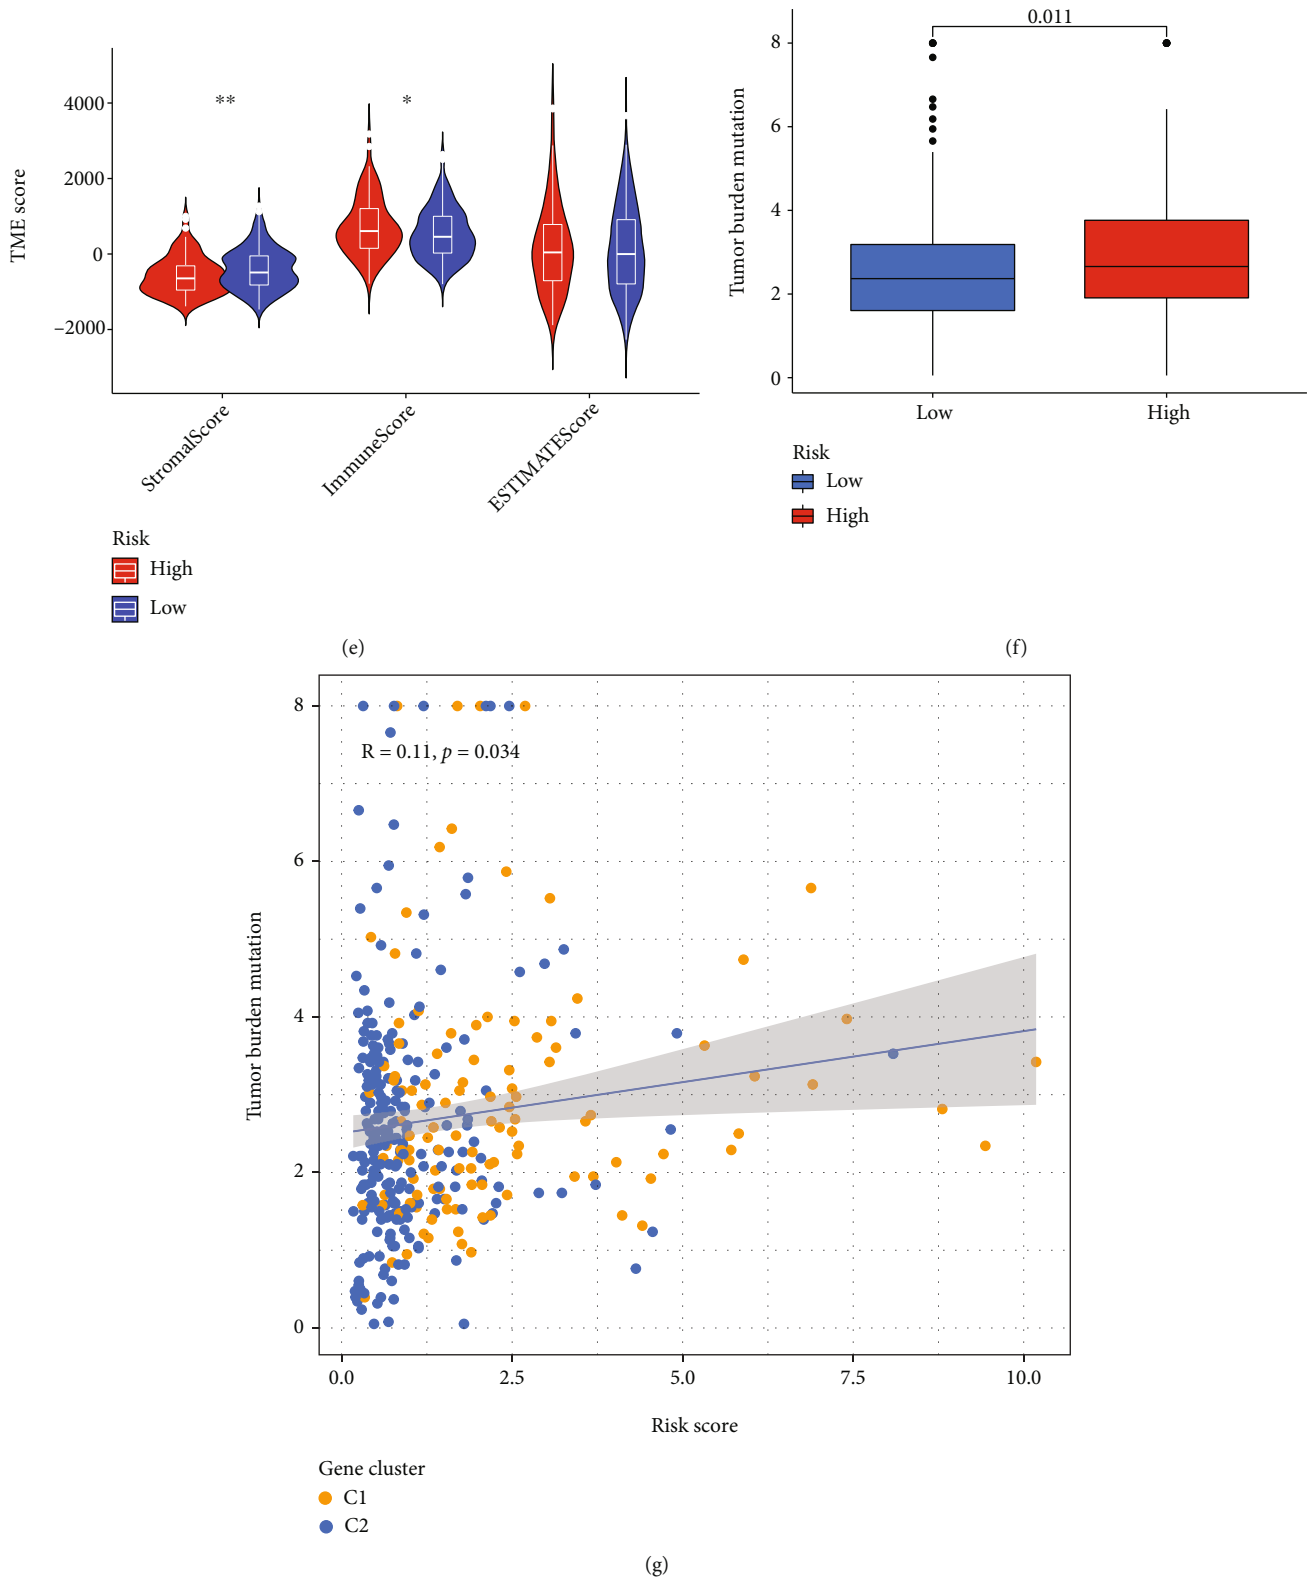 TME score
4000
2000
0
−2000
**
*
StromalScore
ImmuneScore
ESTIMATEScore
Risk
High
Low
(e)
Tumor burden mutation
8
6
4
2
0
0.011
Low
High
Risk
Low
High
(f)
Tumor burden mutation
8
6
4
2
0
R = 0.11, p = 0.034
0.0
2.5
5.0
7.5
10.0
Risk score
Gene cluster
C1
C2
(g)